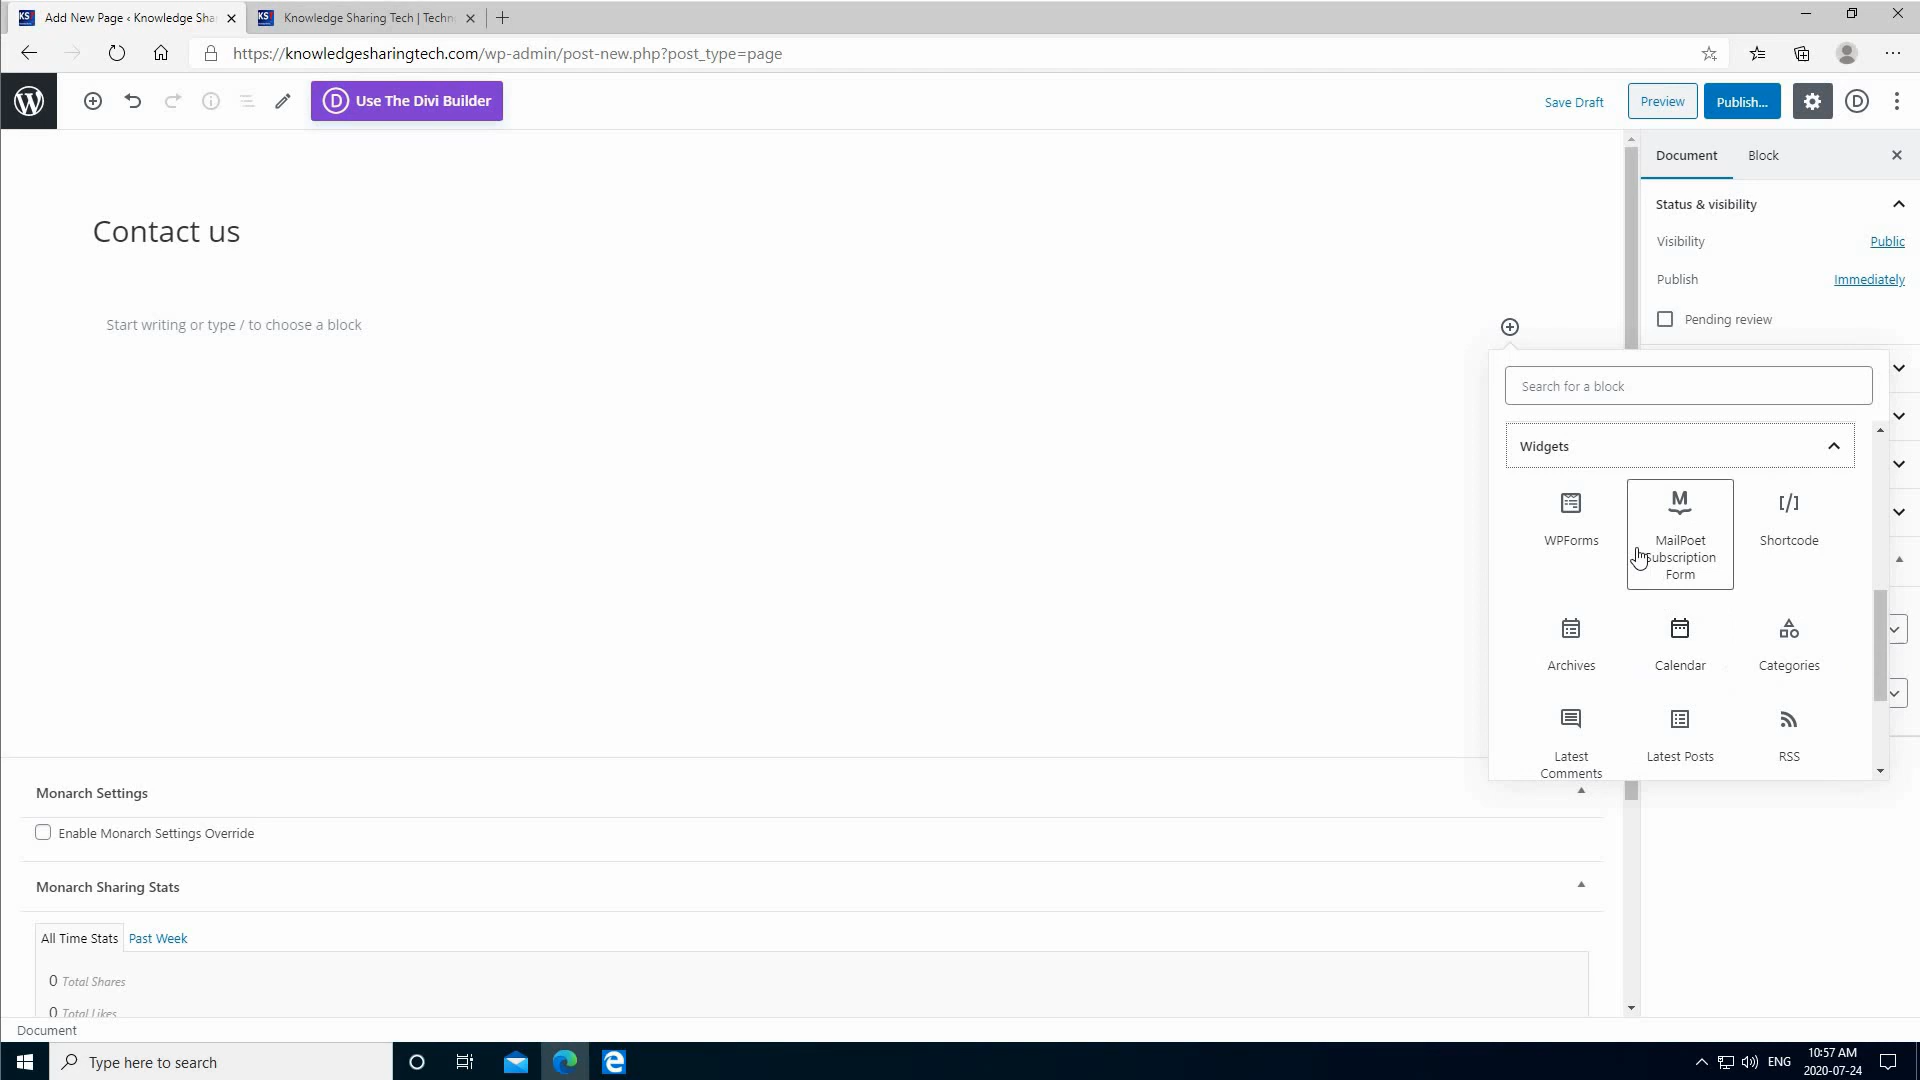 Add New Page ‹ Knowledge Sha
Knowledge Sharing Tech | Techn
https://knowledgesharingtech.com/wp-admin/post-new.php?post_type=page
D Use The Divi Builder
Save Draft
Preview
Publish...
D
Document
Block
Status & visibility
Contact us
Visibility
Public
Publish
Immediately
Start writing or type / to choose a block
Pending review
Search for a block
Widgets
WPForms
MailPoet
Subscription
Form
[/]
Shortcode
Archives
Calendar
Categories
Latest
Comments
Latest Posts
RSS
Monarch Settings
Enable Monarch Settings Override
Monarch Sharing Stats
All Time Stats
Past Week
0 Total Shares
0 Total Likes
Document
Type here to search
ENG
10:57 AM
2020-07-24